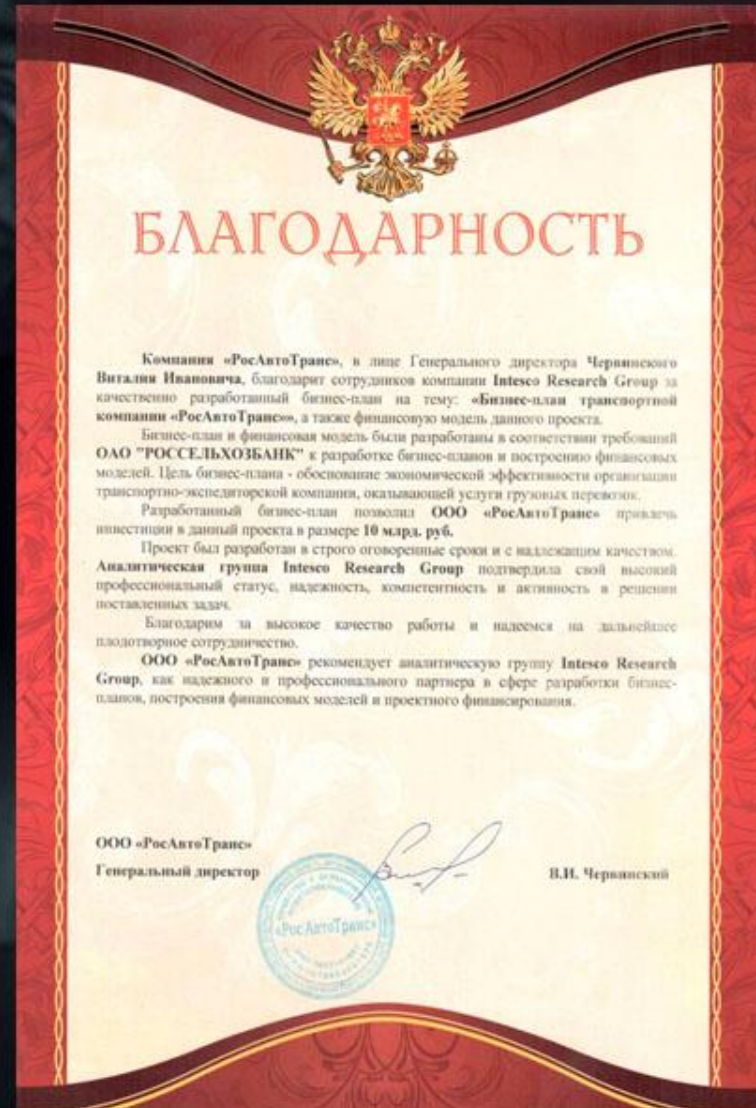 БЛАГОДАРНОСТЬ
Компания «РосАвтоТранс», в лице Генерального директора Червинского
Виталия Ивановича, благодарит сотрудников компании Intesco Research Group за
качественно разработанный бизнес-план на тему: «Бизнес-план транспортной
компании «РосАвтоТранс»», а также финансовую модель данного проекта.
Бизнес-план и финансовая модель были разработаны в соответствии требований
ОАО "РОССЕЛЬХОЗБАНК" к разработке бизнес-планов и построению финансовых
моделей. Цель бизнес-плана - обоснование экономической эффективности организации
транспортно-экспедиторской компании, оказывающей услуги грузовых перевозок.
Разработанный бизнес-план позволил ООО «РосАвтоТранс» привлечь
инвестиции в данный проекта в размере 10 млрд. руб.
Проект был разработан в строго оговоренные сроки и с надлежащим качеством.
Аналитическая группа Intesco Research Group подтвердила свой высокий
профессиональный статус, надежность, компетентность и активность в решении
поставленных задач.
Благодарим за высокое качество работы и надеемся на дальнейшее
плодотворное сотрудничество.
ООО «РосАвтоТранс» рекомендует аналитическую группу Intesco Research
Group, как надежного и профессионального партнера в сфере разработки бизнес-
планов, построения финансовых моделей и проектного финансирования.
ООО «РосАвтоТранс»
Генеральный директор
В.И. Червинский
«РосАвтоТранс»